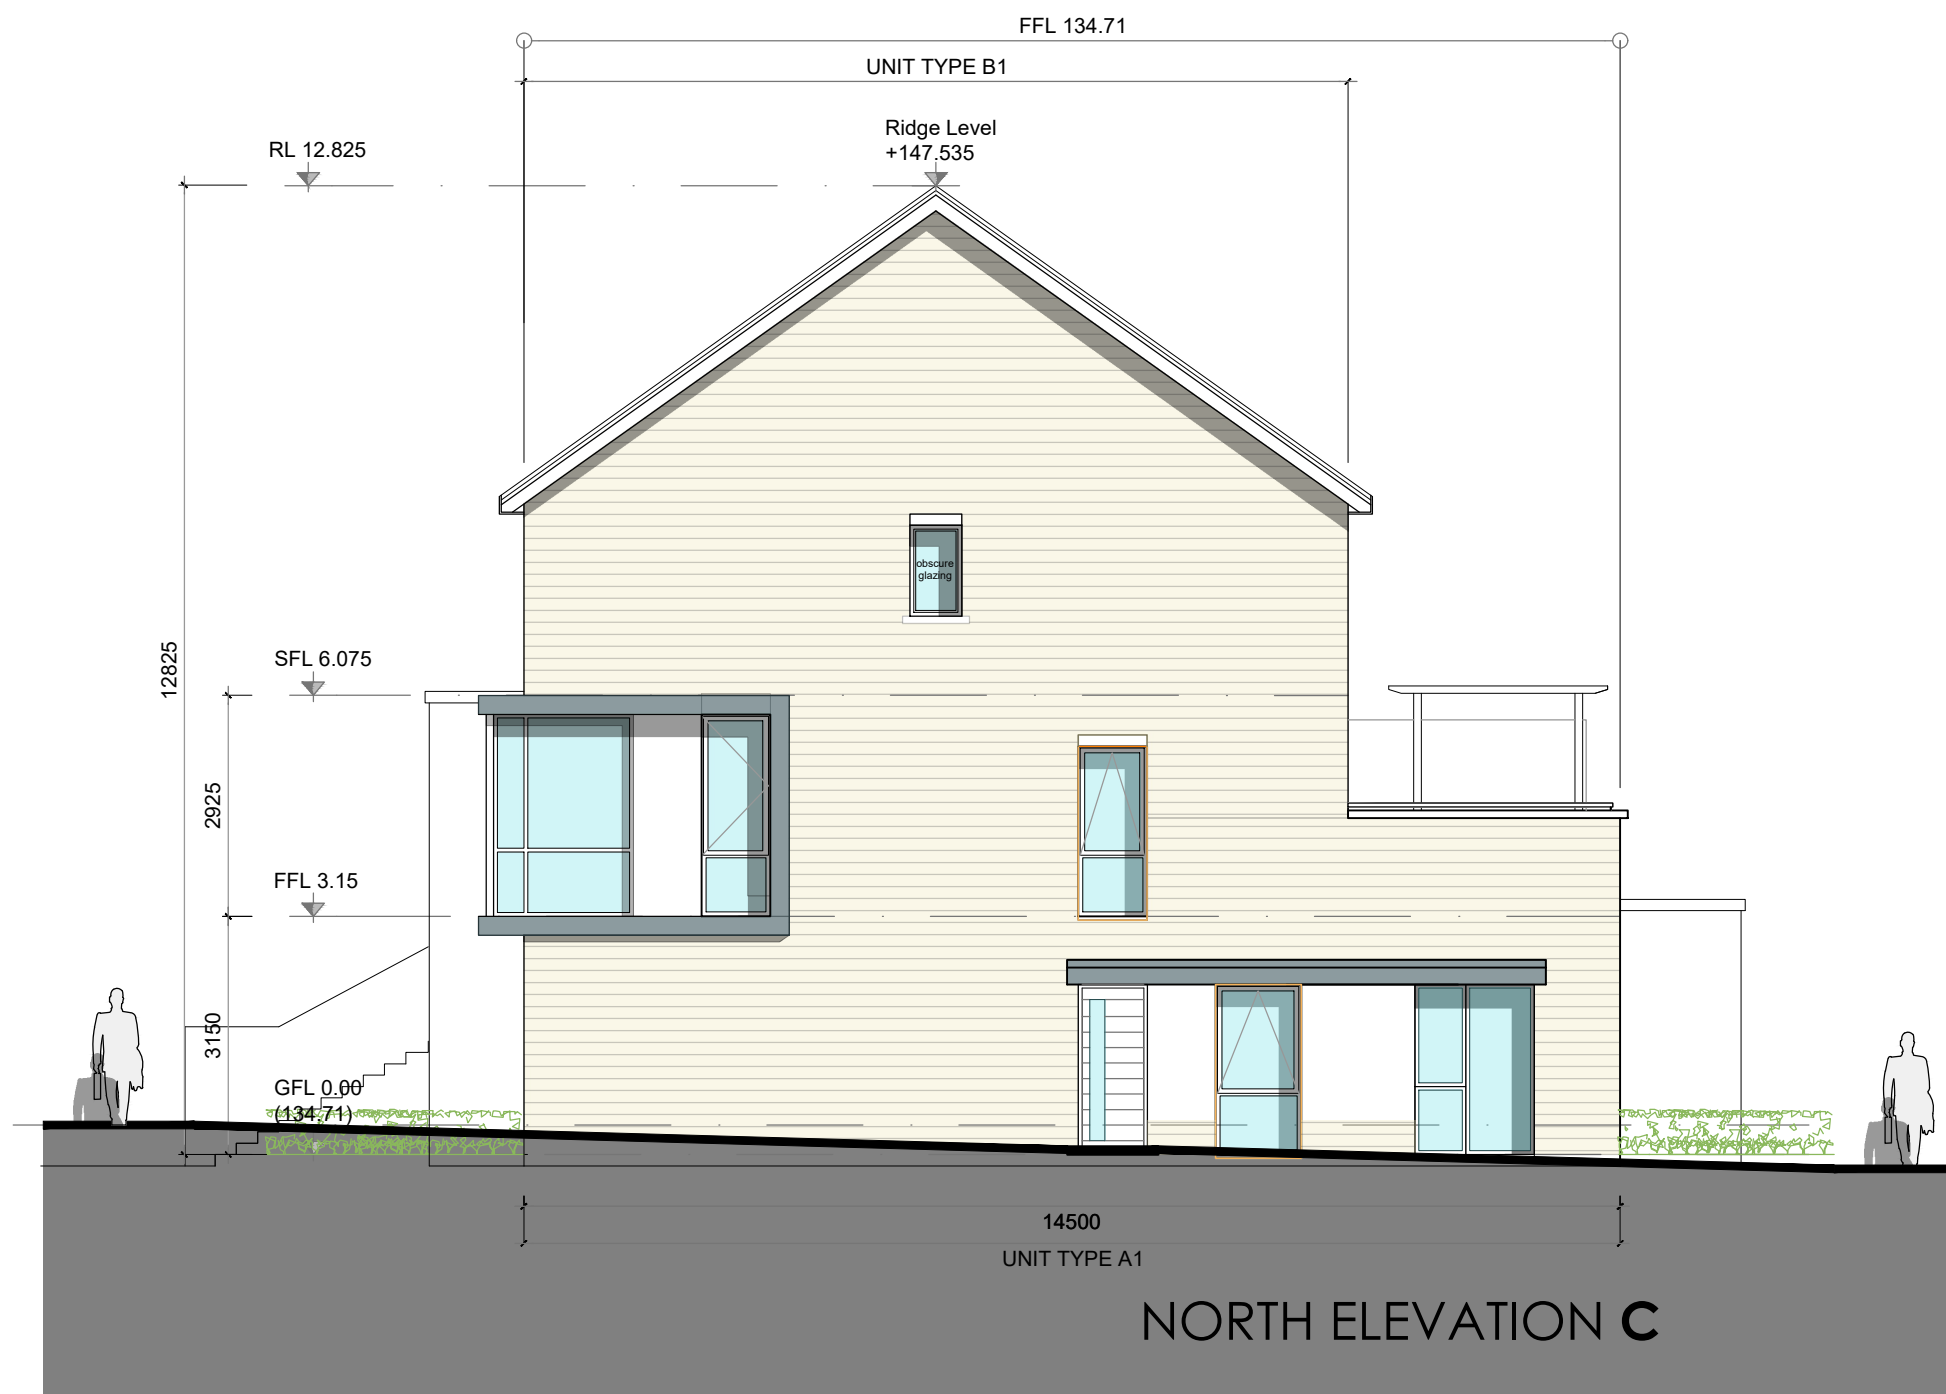 FFL 134.71
UNIT TYPE B1
Ridge Level
+147.535
RL 12.825
obscure
glazing
12825
SFL 6.075
2925
FFL 3.15
3150
GFL 0.00
(134.71)
14500
UNIT TYPE A1
NORTH ELEVATION C